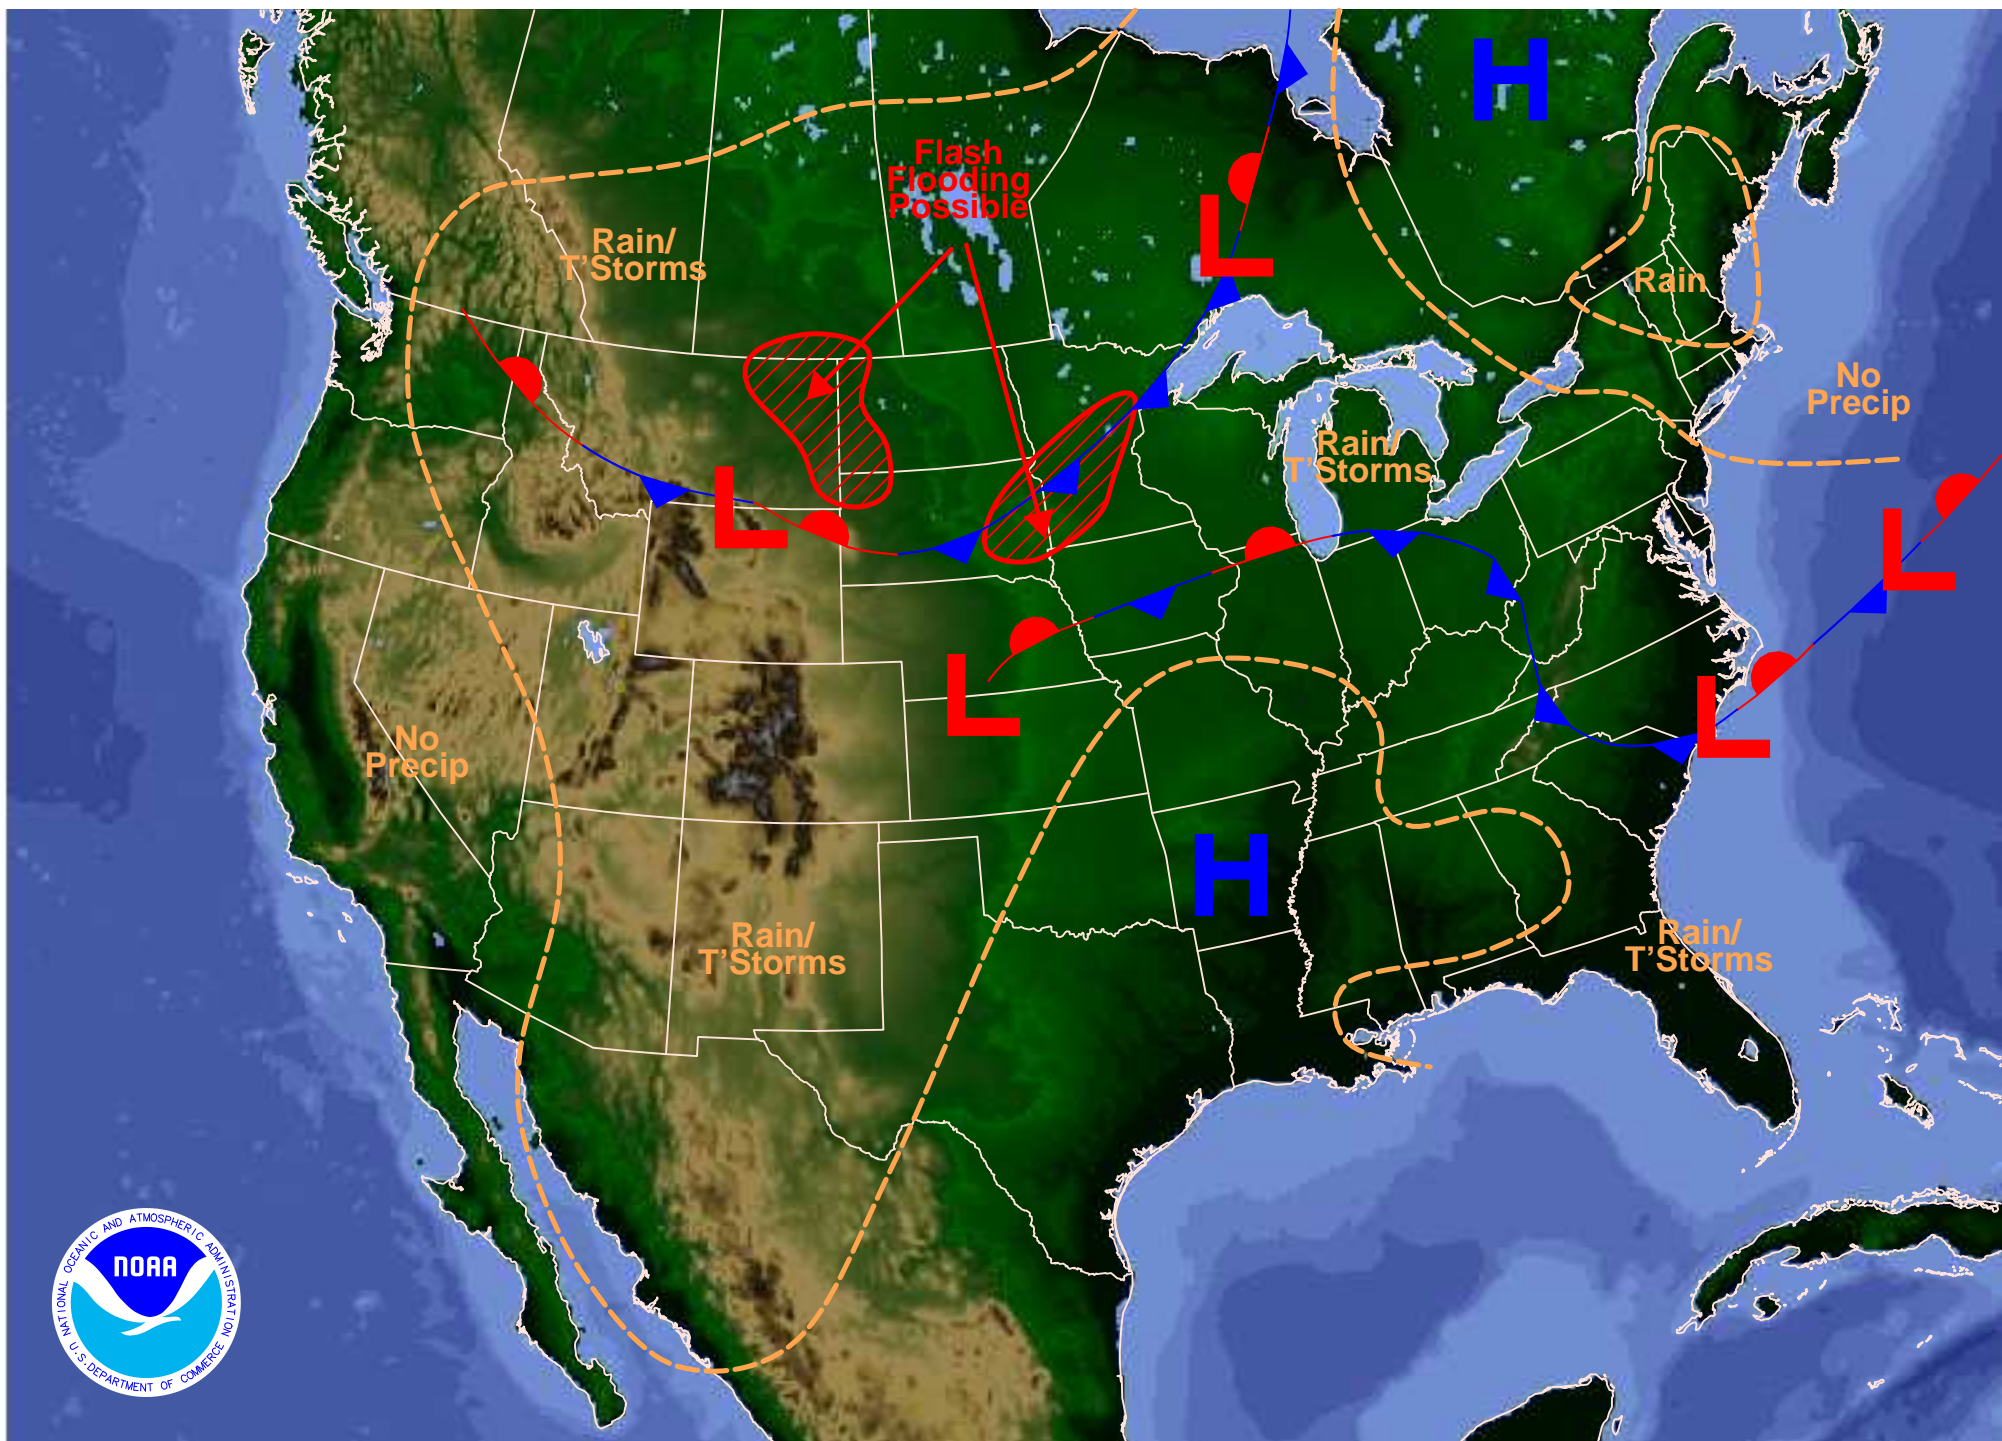 H
Flash
Flooding
Possible
L
Rain/
T'Storms
Rain
No
Precip
Rain/
T'Storms
L
L
L
L
No
Precip
H
Rain/
T'Storms
Rain/
T'Storms
NATIONAL OCEANIC AND ATMOSPHERIC ADMINISTRATION
NOAA
U.S. DEPARTMENT OF COMMERCE